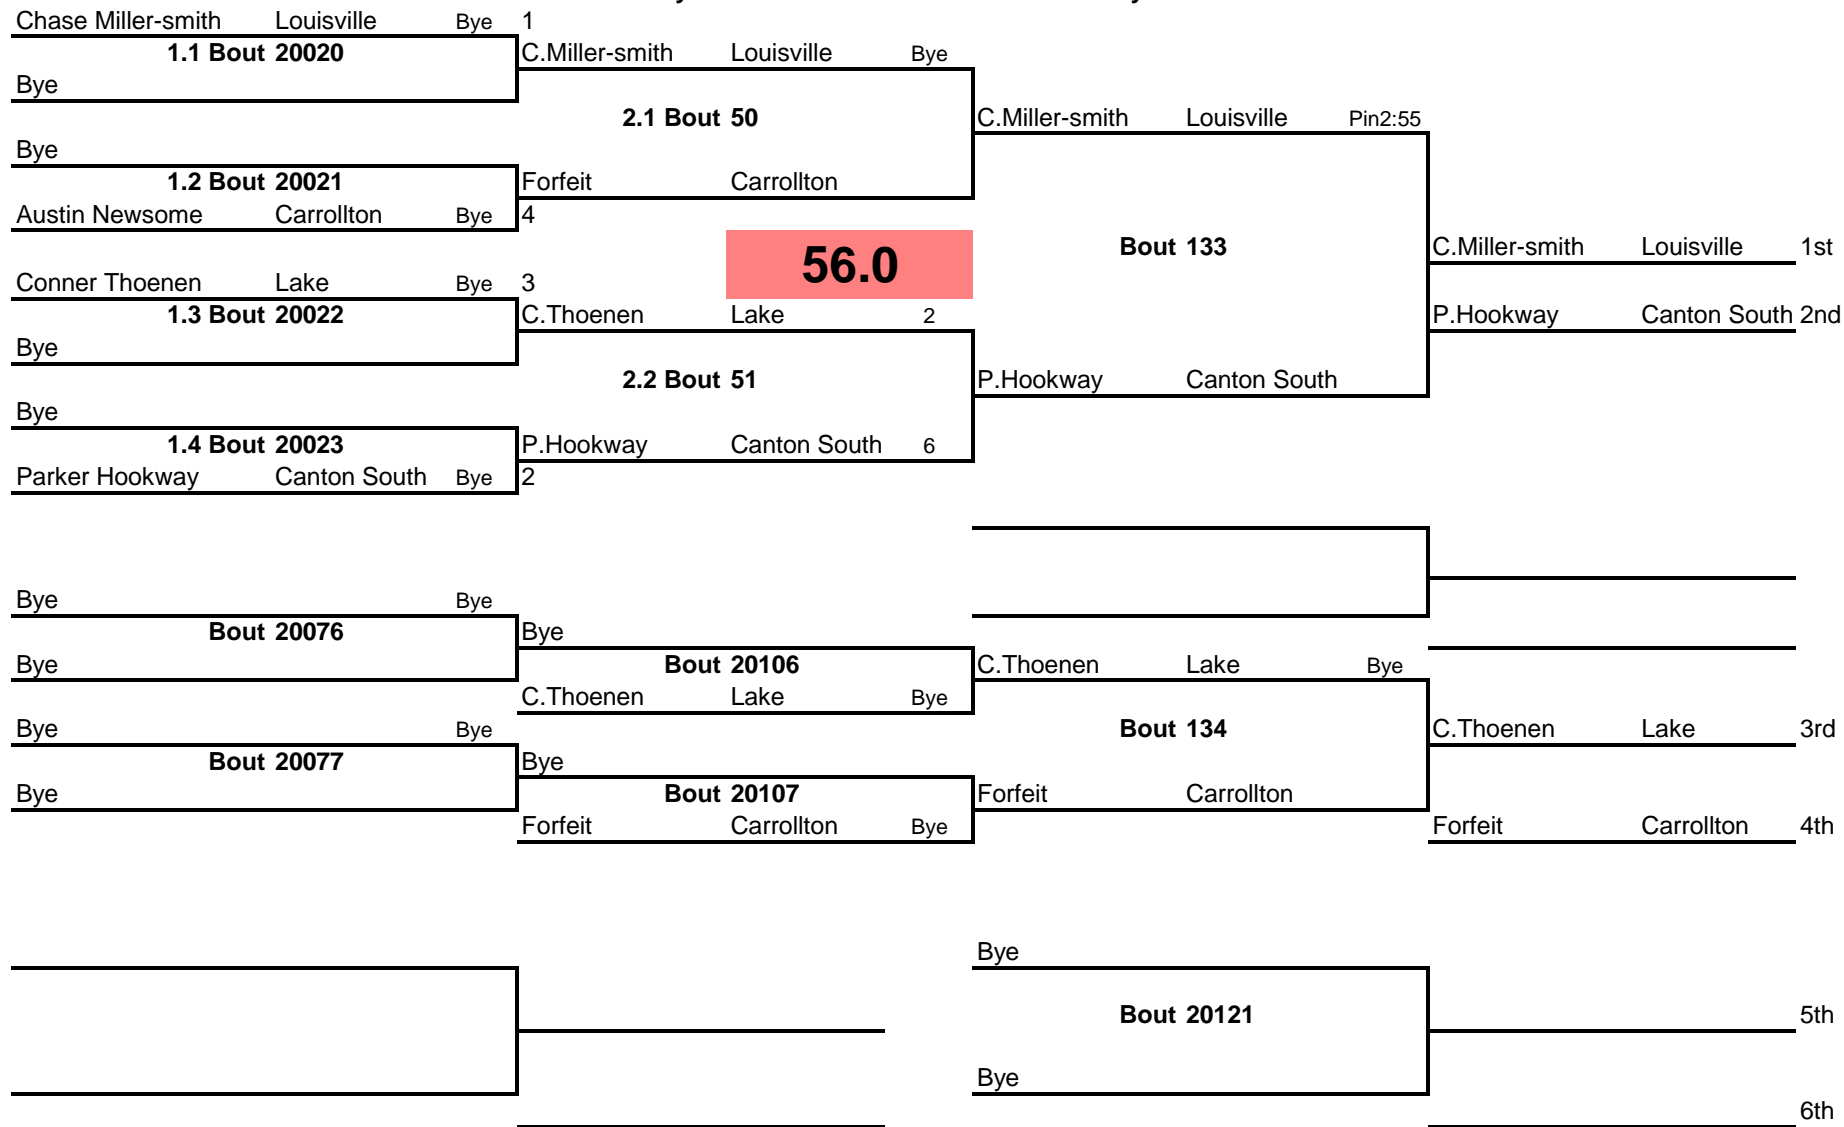 Chase Miller-smith Louisville Bye 1
1.1 Bout 20020 C.Miller-smith Louisville Bye
Bye
2.1 Bout 50 C.Miller-smith Louisville Pin2:55
Bye
1.2 Bout 20021 Forfeit Carrollton
Austin Newsome Carrollton Bye 4
56.0 Bout 133 C.Miller-smith Louisville 1st
Conner Thoenen Lake Bye 3
1.3 Bout 20022 C.Thoenen Lake 2 P.Hookway Canton South 2nd
Bye
2.2 Bout 51 P.Hookway Canton South
Bye
1.4 Bout 20023 P.Hookway Canton South 6
Parker Hookway Canton South Bye 2
Bye Bye
Bout 20076 Bye
Bye Bout 20106 C.Thoenen Lake Bye
C.Thoenen Lake Bye
Bye Bye Bout 134 C.Thoenen Lake 3rd
Bout 20077 Bye
Bye Bout 20107 Forfeit Carrollton
Forfeit Carrollton Bye Forfeit Carrollton 4th
Bye
Bout 20121 5th
Bye
6th